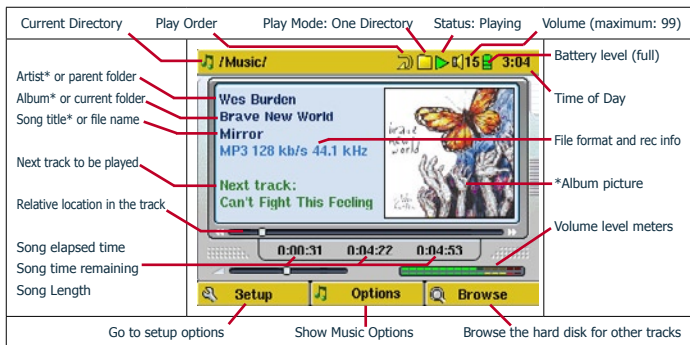 Current Directory
Play Order
Play Mode: One Directory
Status: Playing
Volume (maximum: 99)
/Music/
15
3:04
Battery level (full)
Time of Day
Artist* or parent folder
Album* or current folder
Song title* or file name
Wes Burden
Brave New World
Mirror
MP3 128 kb/s 44.1 kHz
brave
new
world
File format and rec info
Next track to be played
Next track:
Can't Fight This Feeling
*Album picture
Relative location in the track
Volume level meters
Song elapsed time
Song time remaining
Song Length
0:00:31
0:04:22
0:04:53
Setup
Options
Browse
Go to setup options
Show Music Options
Browse the hard disk for other tracks